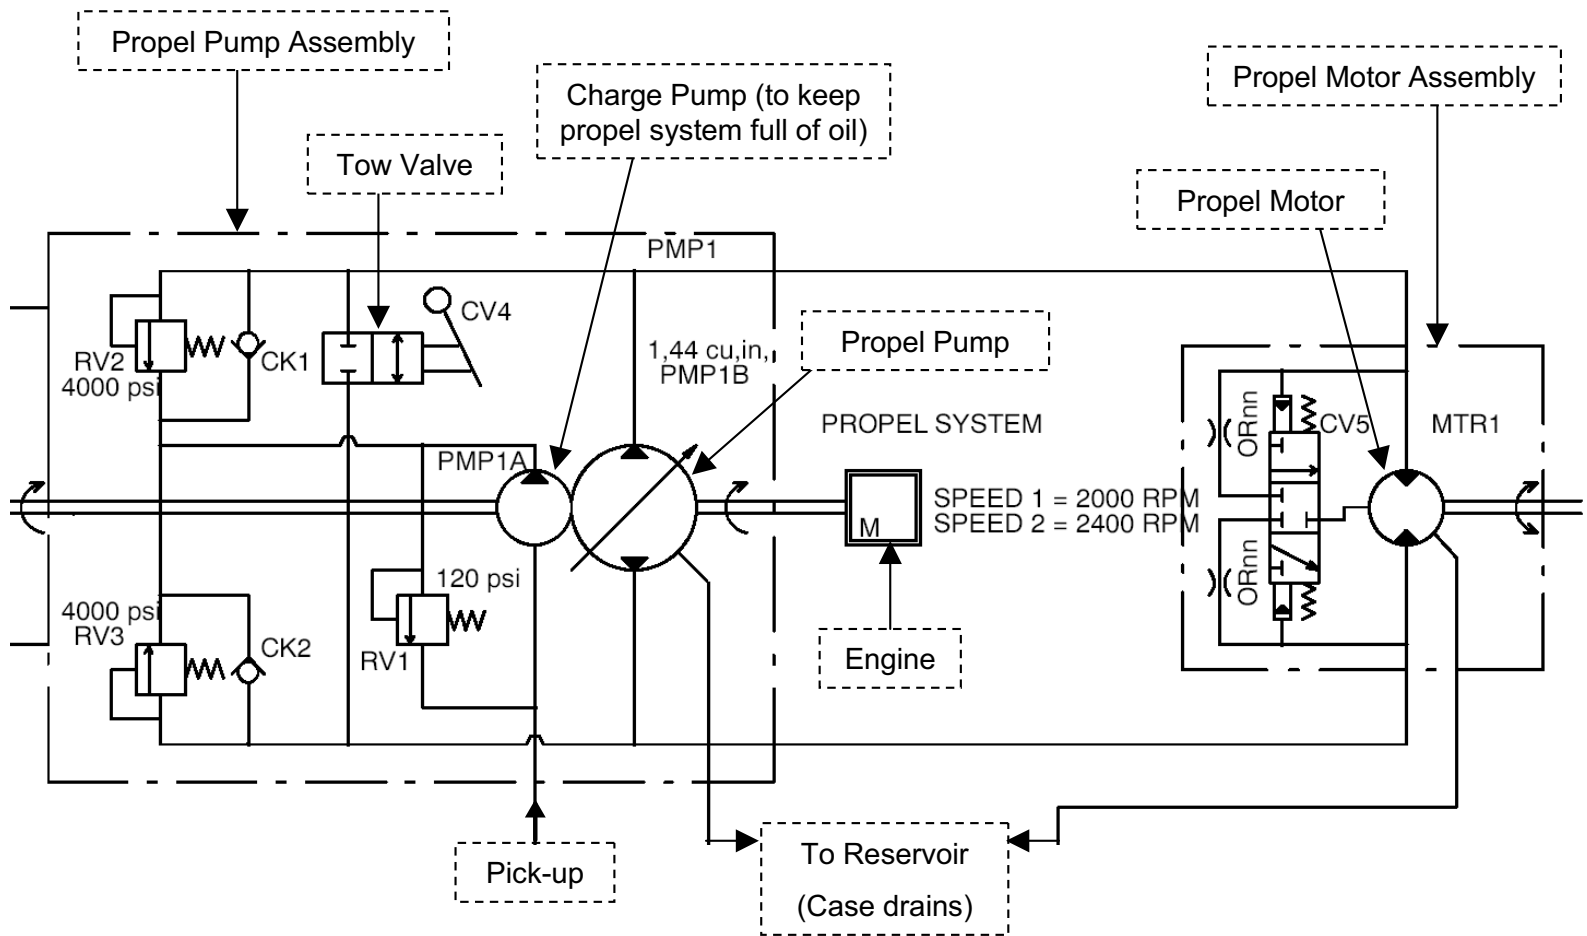 Propel Pump Assembly
Charge Pump (to keep
propel system full of oil)
Propel Motor Assembly
Tow Valve
Propel Motor
PMP1
CV4
RV2
4000 psi
CK1
1,44 cu,in,
PMP1B
Propel Pump
PROPEL SYSTEM
ORnn
CV5
MTR1
PMP1A
M
SPEED 1 = 2000 RPM
SPEED 2 = 2400 RPM
ORnn
120 psi
4000 psi
RV3
CK2
RV1
Engine
Pick-up
To Reservoir
(Case drains)